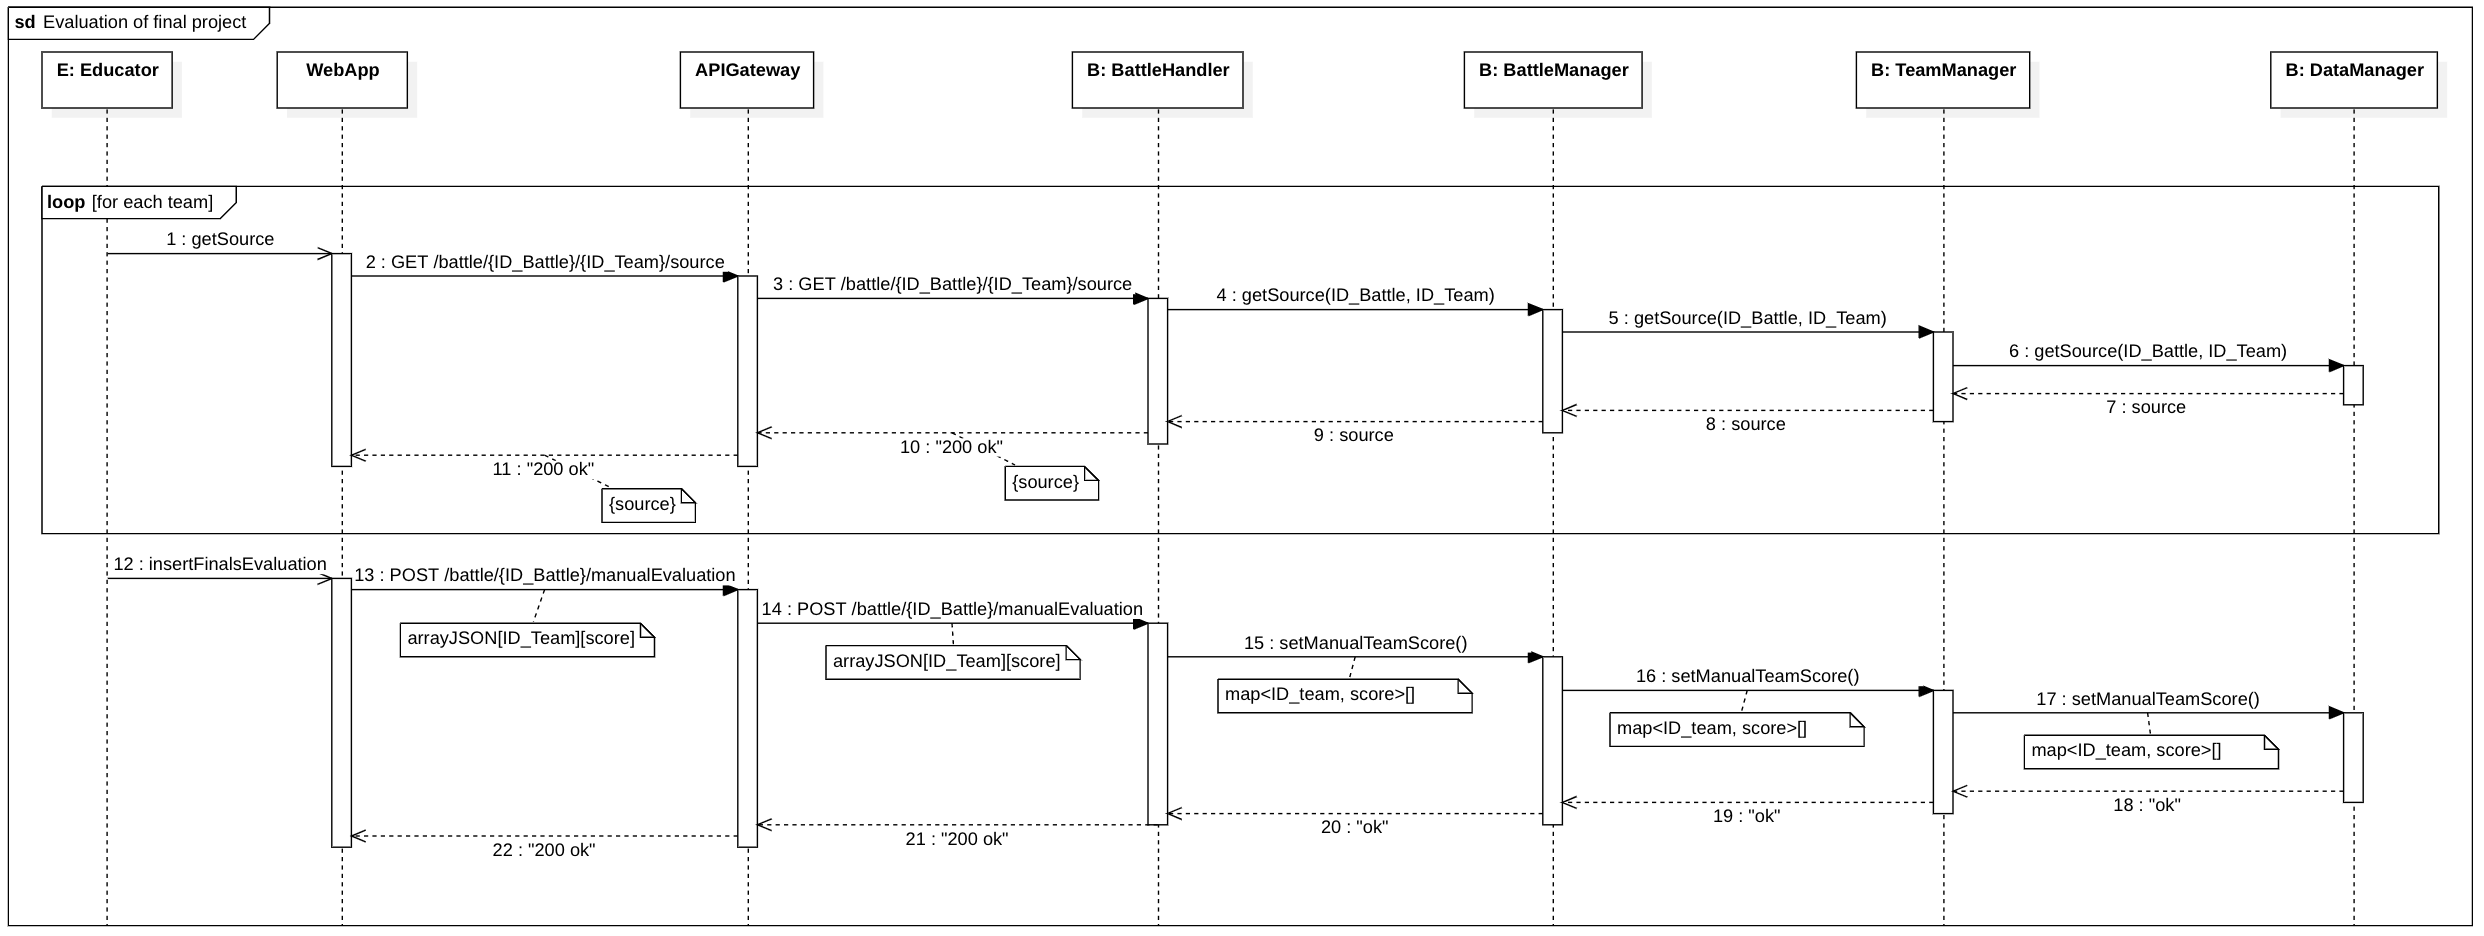 sd Evaluation of final project
E: Educator
WebApp
APIGateway
B: BattleHandler
B: BattleManager
B: TeamManager
B: DataManager
loop [for each team]
1 : getSource
2 : GET /battle/{ID_Battle}/{ID_Team}/source
3 : GET /battle/{ID_Battle}/{ID_Team}/source
4 : getSource(ID_Battle, ID_Team)
5 : getSource(ID_Battle, ID_Team)
6 : getSource(ID_Battle, ID_Team)
7 : source
8 : source
9 : source
10 : "200 ok"
{source}
11 : "200 ok"
{source}
12 : insertFinalsEvaluation
13 : POST /battle/{ID_Battle}/manualEvaluation
arrayJSON[ID_Team][score]
14 : POST /battle/{ID_Battle}/manualEvaluation
arrayJSON[ID_Team][score]
15 : setManualTeamScore()
map<ID_team, score>[]
16 : setManualTeamScore()
map<ID_team, score>[]
17 : setManualTeamScore()
map<ID_team, score>[]
18 : "ok"
19 : "ok"
20 : "ok"
21 : "200 ok"
22 : "200 ok"